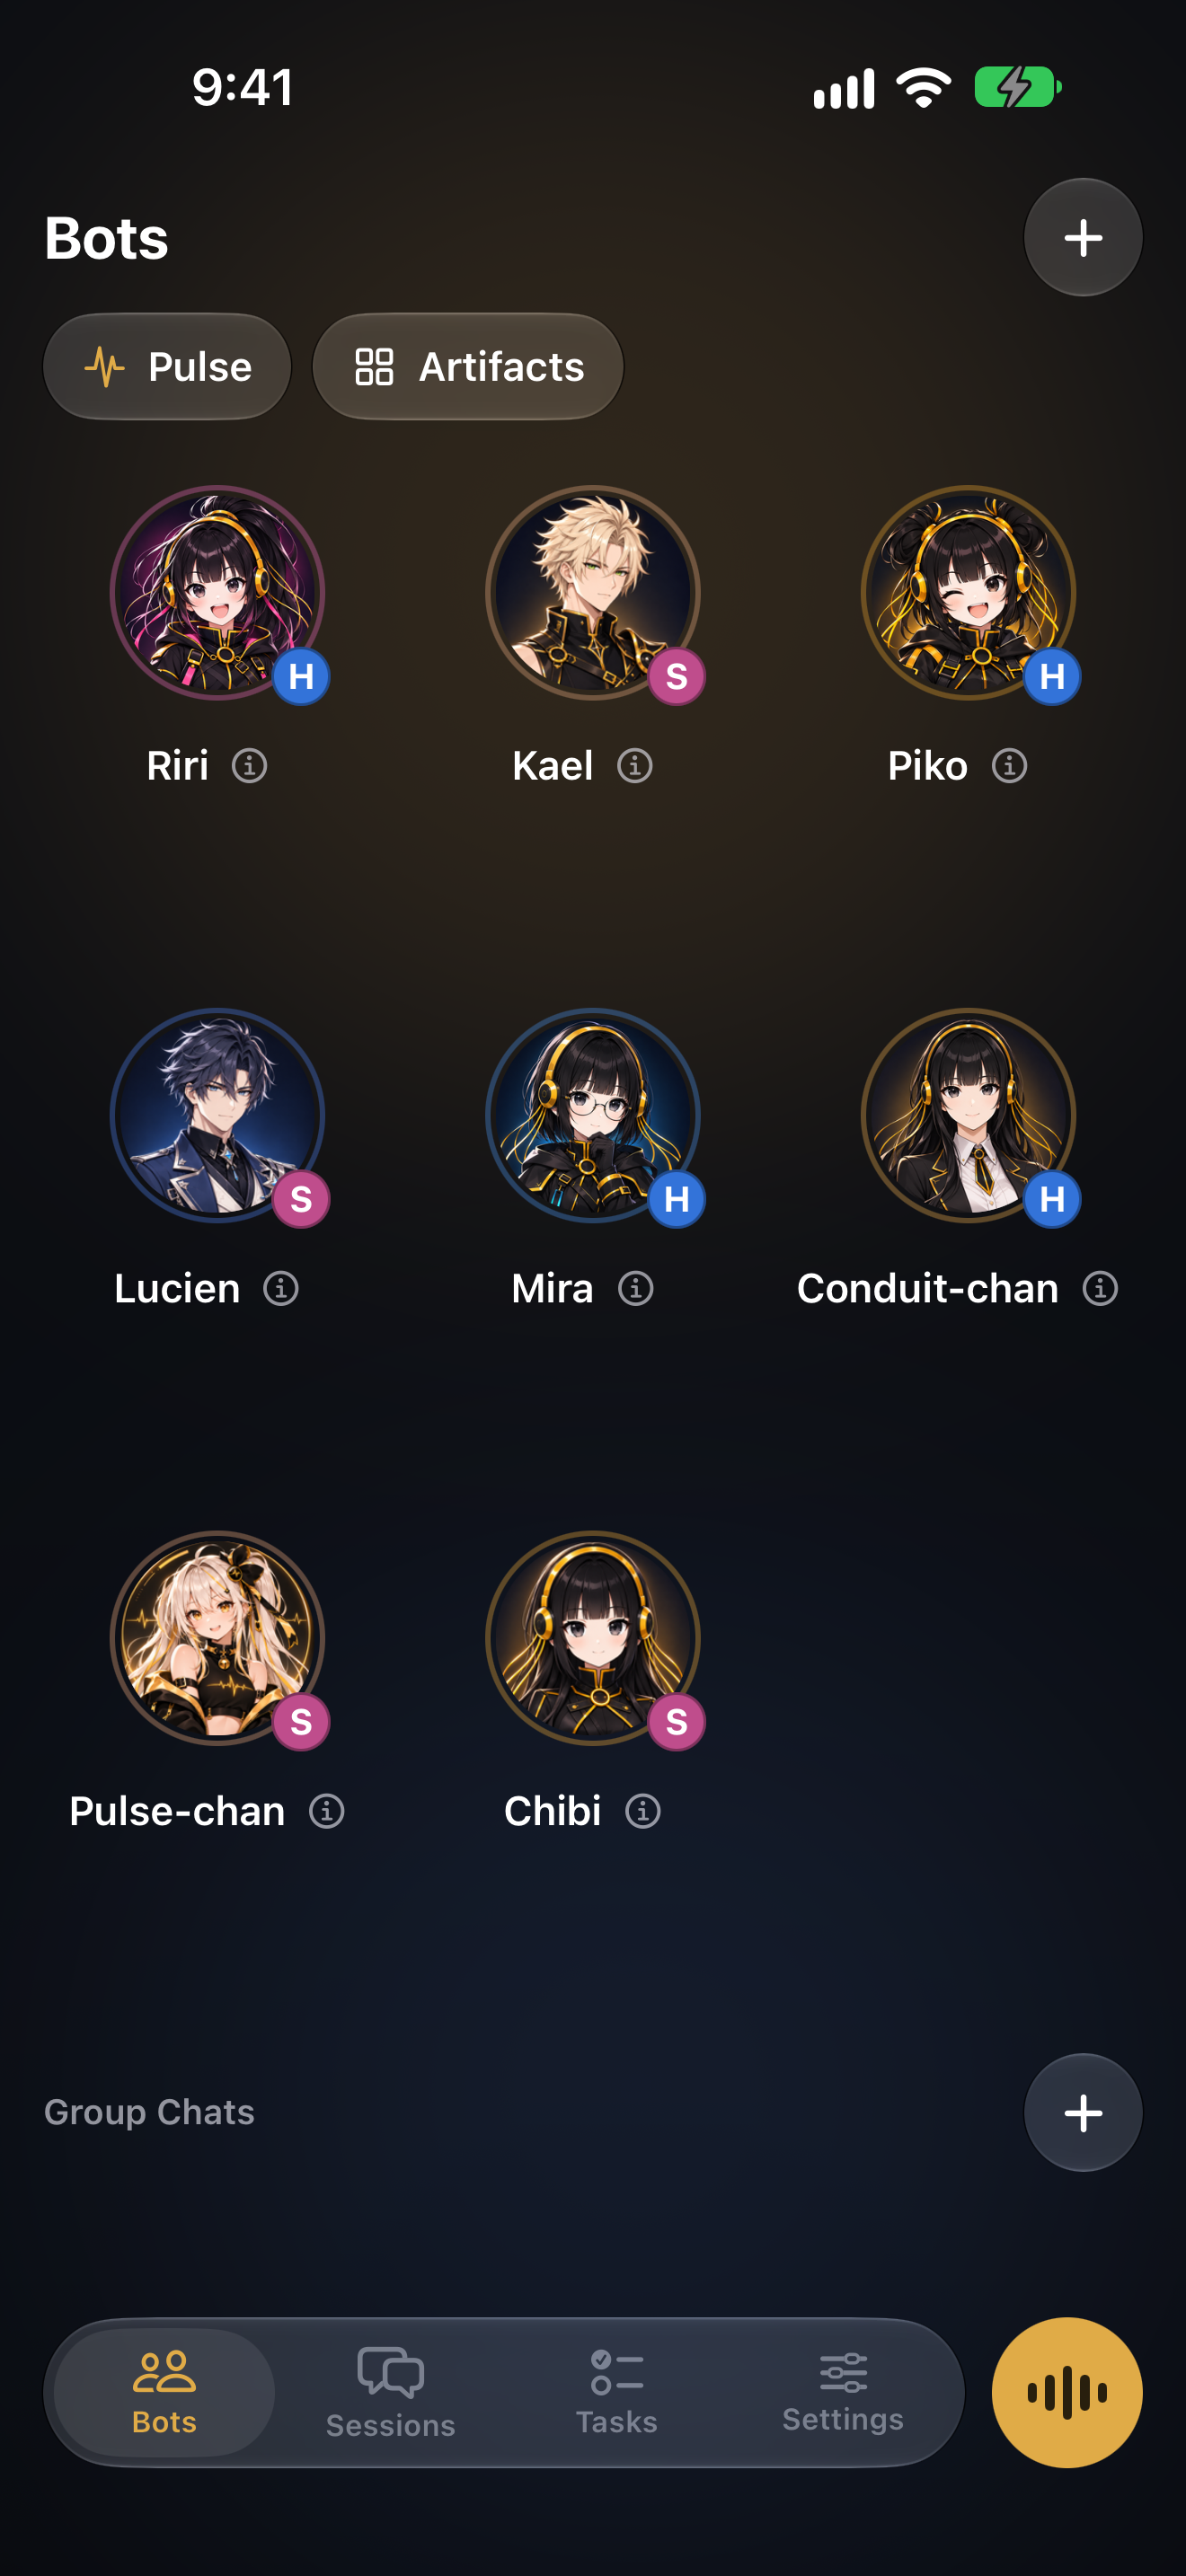 9:41
Bots
Pulse
Artifacts
H
S
H
Riri
Kael
Piko
S
H
H
Lucien
Mira
Conduit-chan
S
S
Pulse-chan
Chibi
Group Chats
Bots
Sessions
Tasks
Settings